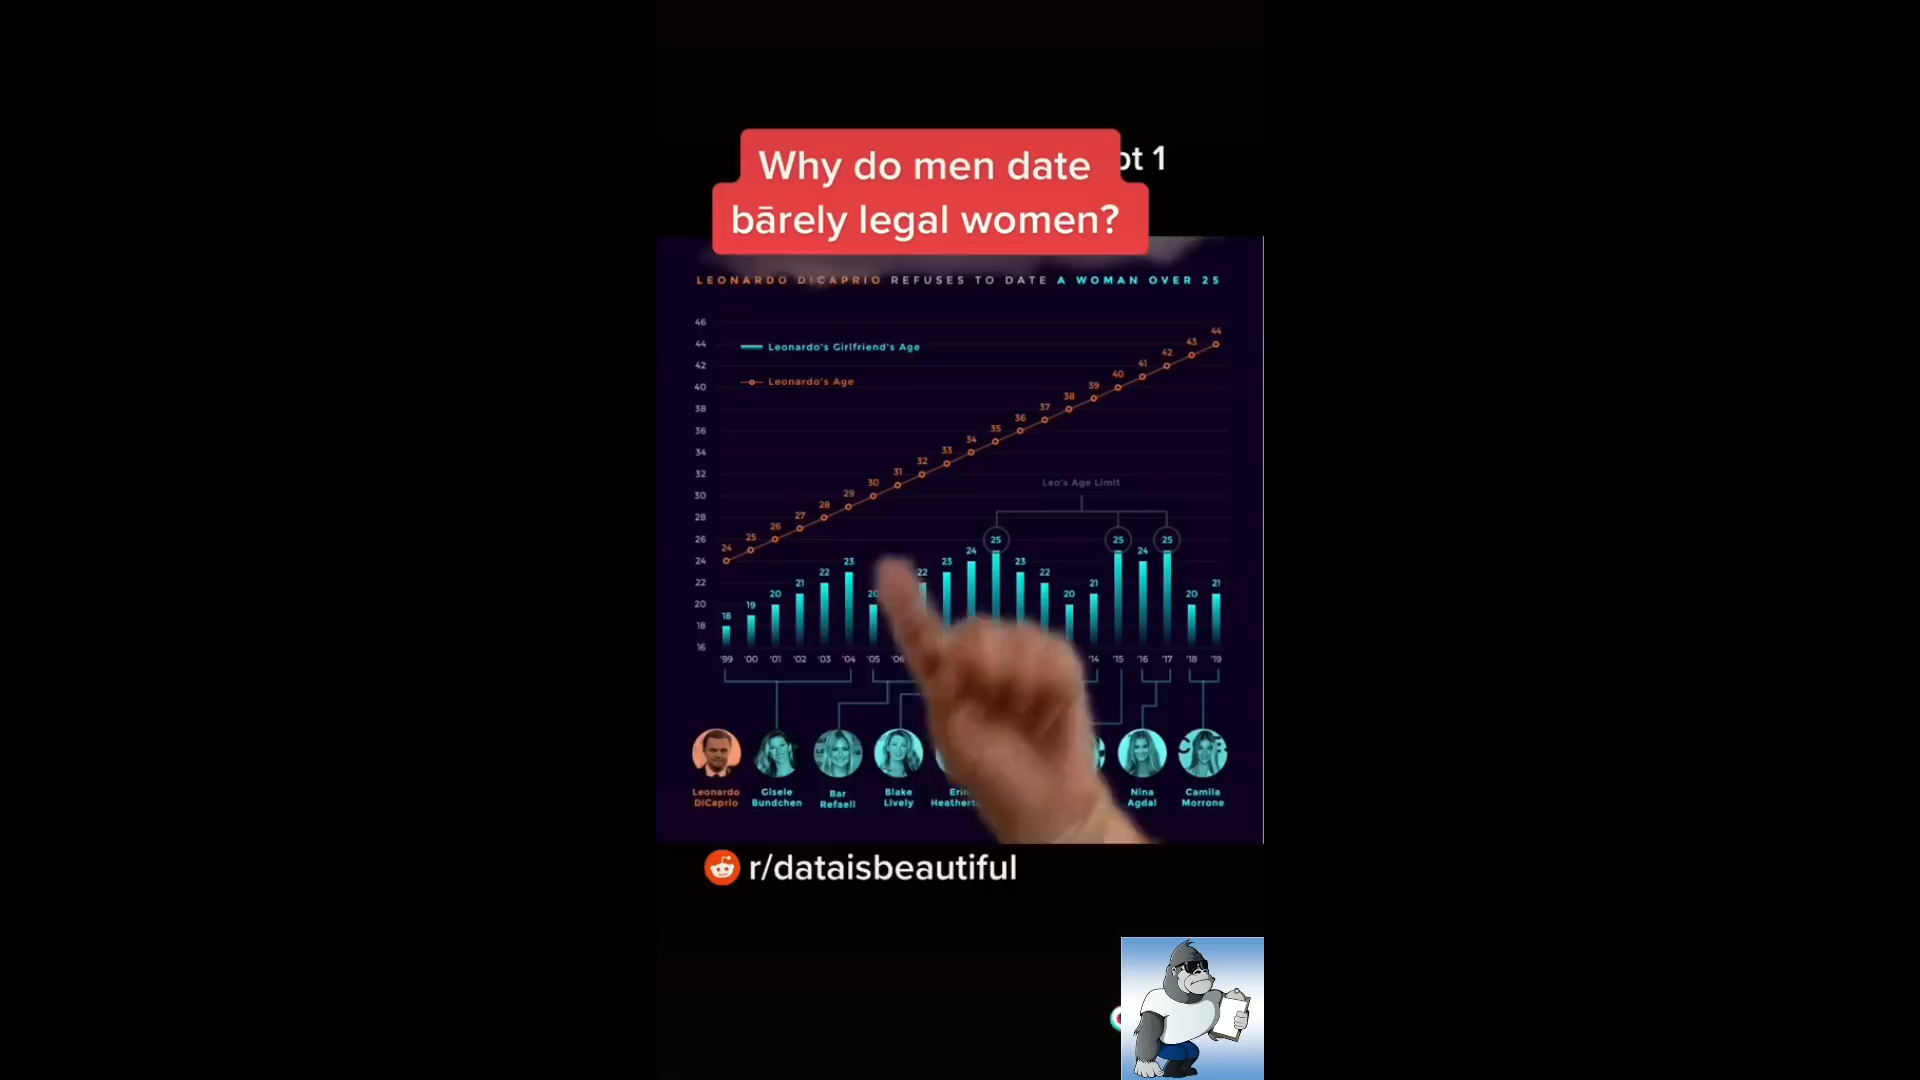 Why do men date
bārely legal women?
pt 1
LEONARDO DICAPRIO REFUSES TO DATE A WOMAN OVER 25
46
44
42
40
38
36
34
32
30
28
26
24
22
20
18
16
Leonardo's Girlfriend's Age
Leonardo's Age
24 25 26 27 28 29 30 31 32 33 34 35 36 37 38 39 40 41 42 43 44
Leo's Age Limit
18 19 20 21 22 23 20 22 23 24 25 23 22 20 21 25 24 25 20 21
'99 '00 '01 '02 '03 '04 '05 '06 '14 '15 '16 '17 '18 '19
Leonardo
DiCaprio
Gisele
Bundchen
Bar
Refaeli
Blake
Lively
Nina
Agdal
Camila
Morrone
r/dataisbeautiful